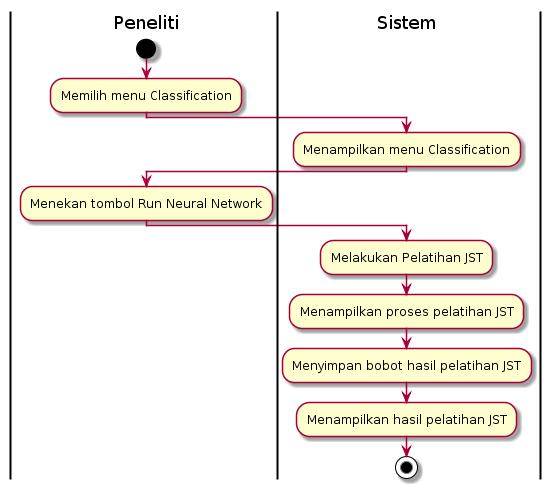 Peneliti
Sistem
Memilih menu Classification
Menampilkan menu Classification
Menekan tombol Run Neural Network
Melakukan Pelatihan JST
Menampilkan proses pelatihan JST
Menyimpan bobot hasil pelatihan JST
Menampilkan hasil pelatihan JST